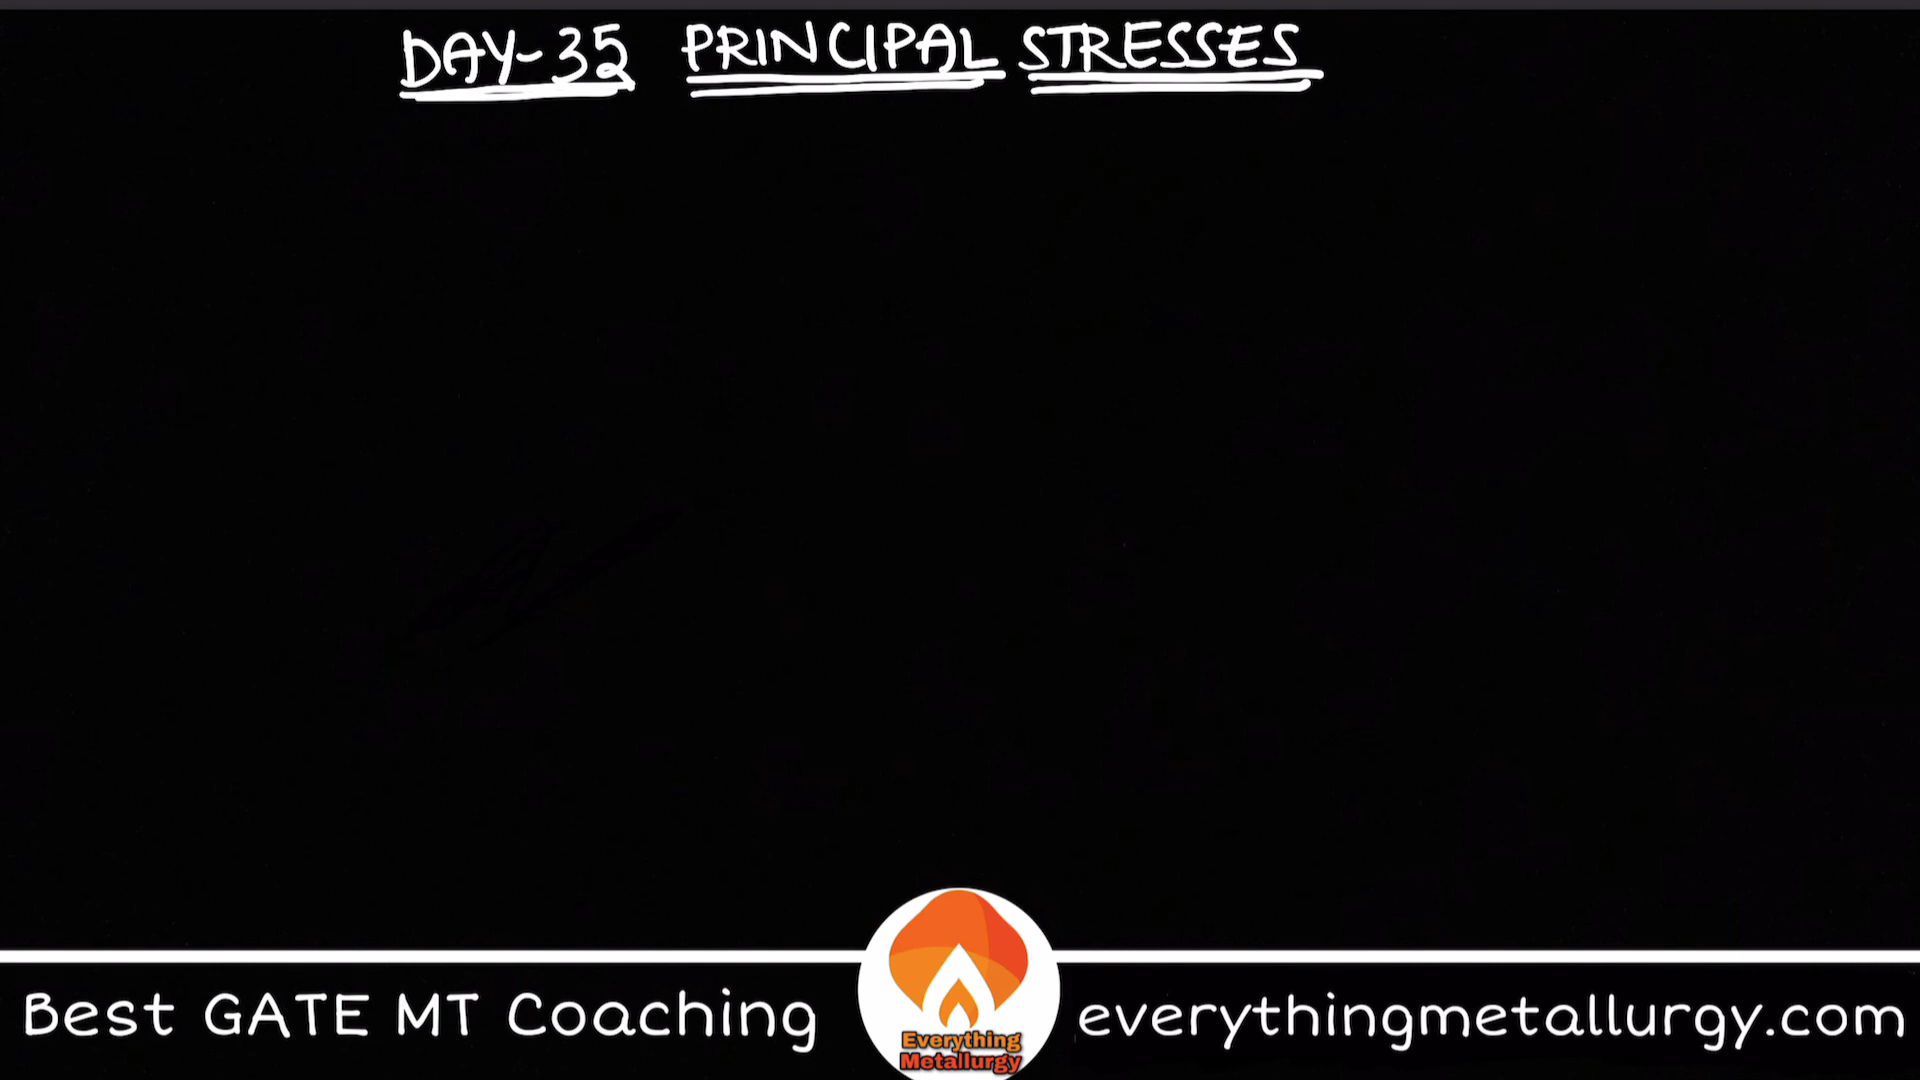 DAY-35 PRINCIPAL STRESSES
Best GATE MT Coaching
Everything
Metallurgy
everythingmetallurgy.com